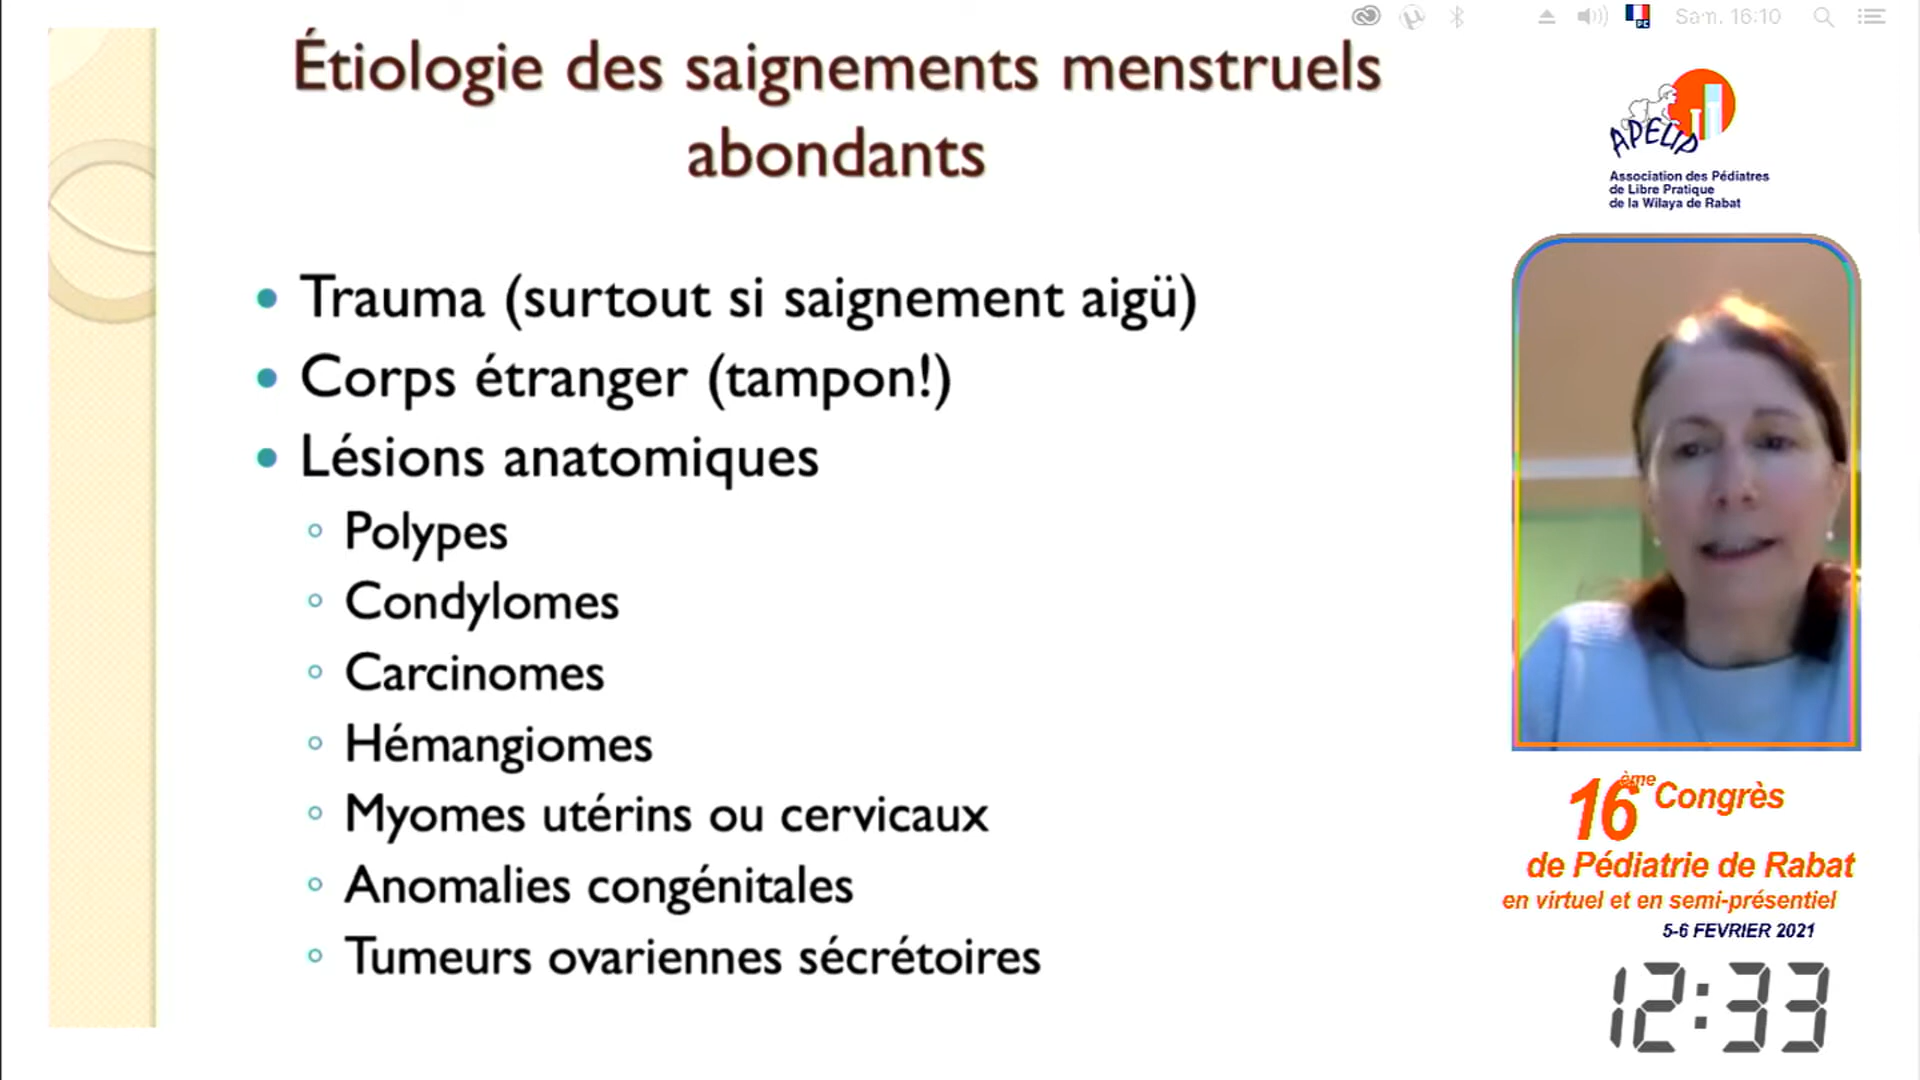 Sam. 16:10
Étiologie des saignements menstruels
abondants
• Trauma (surtout si saignement aigü)
• Corps étranger (tampon!)
• Lésions anatomiques
◦ Polypes
◦ Condylomes
◦ Carcinomes
◦ Hémangiomes
◦ Myomes utérins ou cervicaux
◦ Anomalies congénitales
◦ Tumeurs ovariennes sécrétoires
APELIP
Association des Pédiatres
de Libre Pratique
de la Wilaya de Rabat
16ème Congrès
de Pédiatrie de Rabat
en virtuel et en semi-présentiel
5-6 FEVRIER 2021
12:33